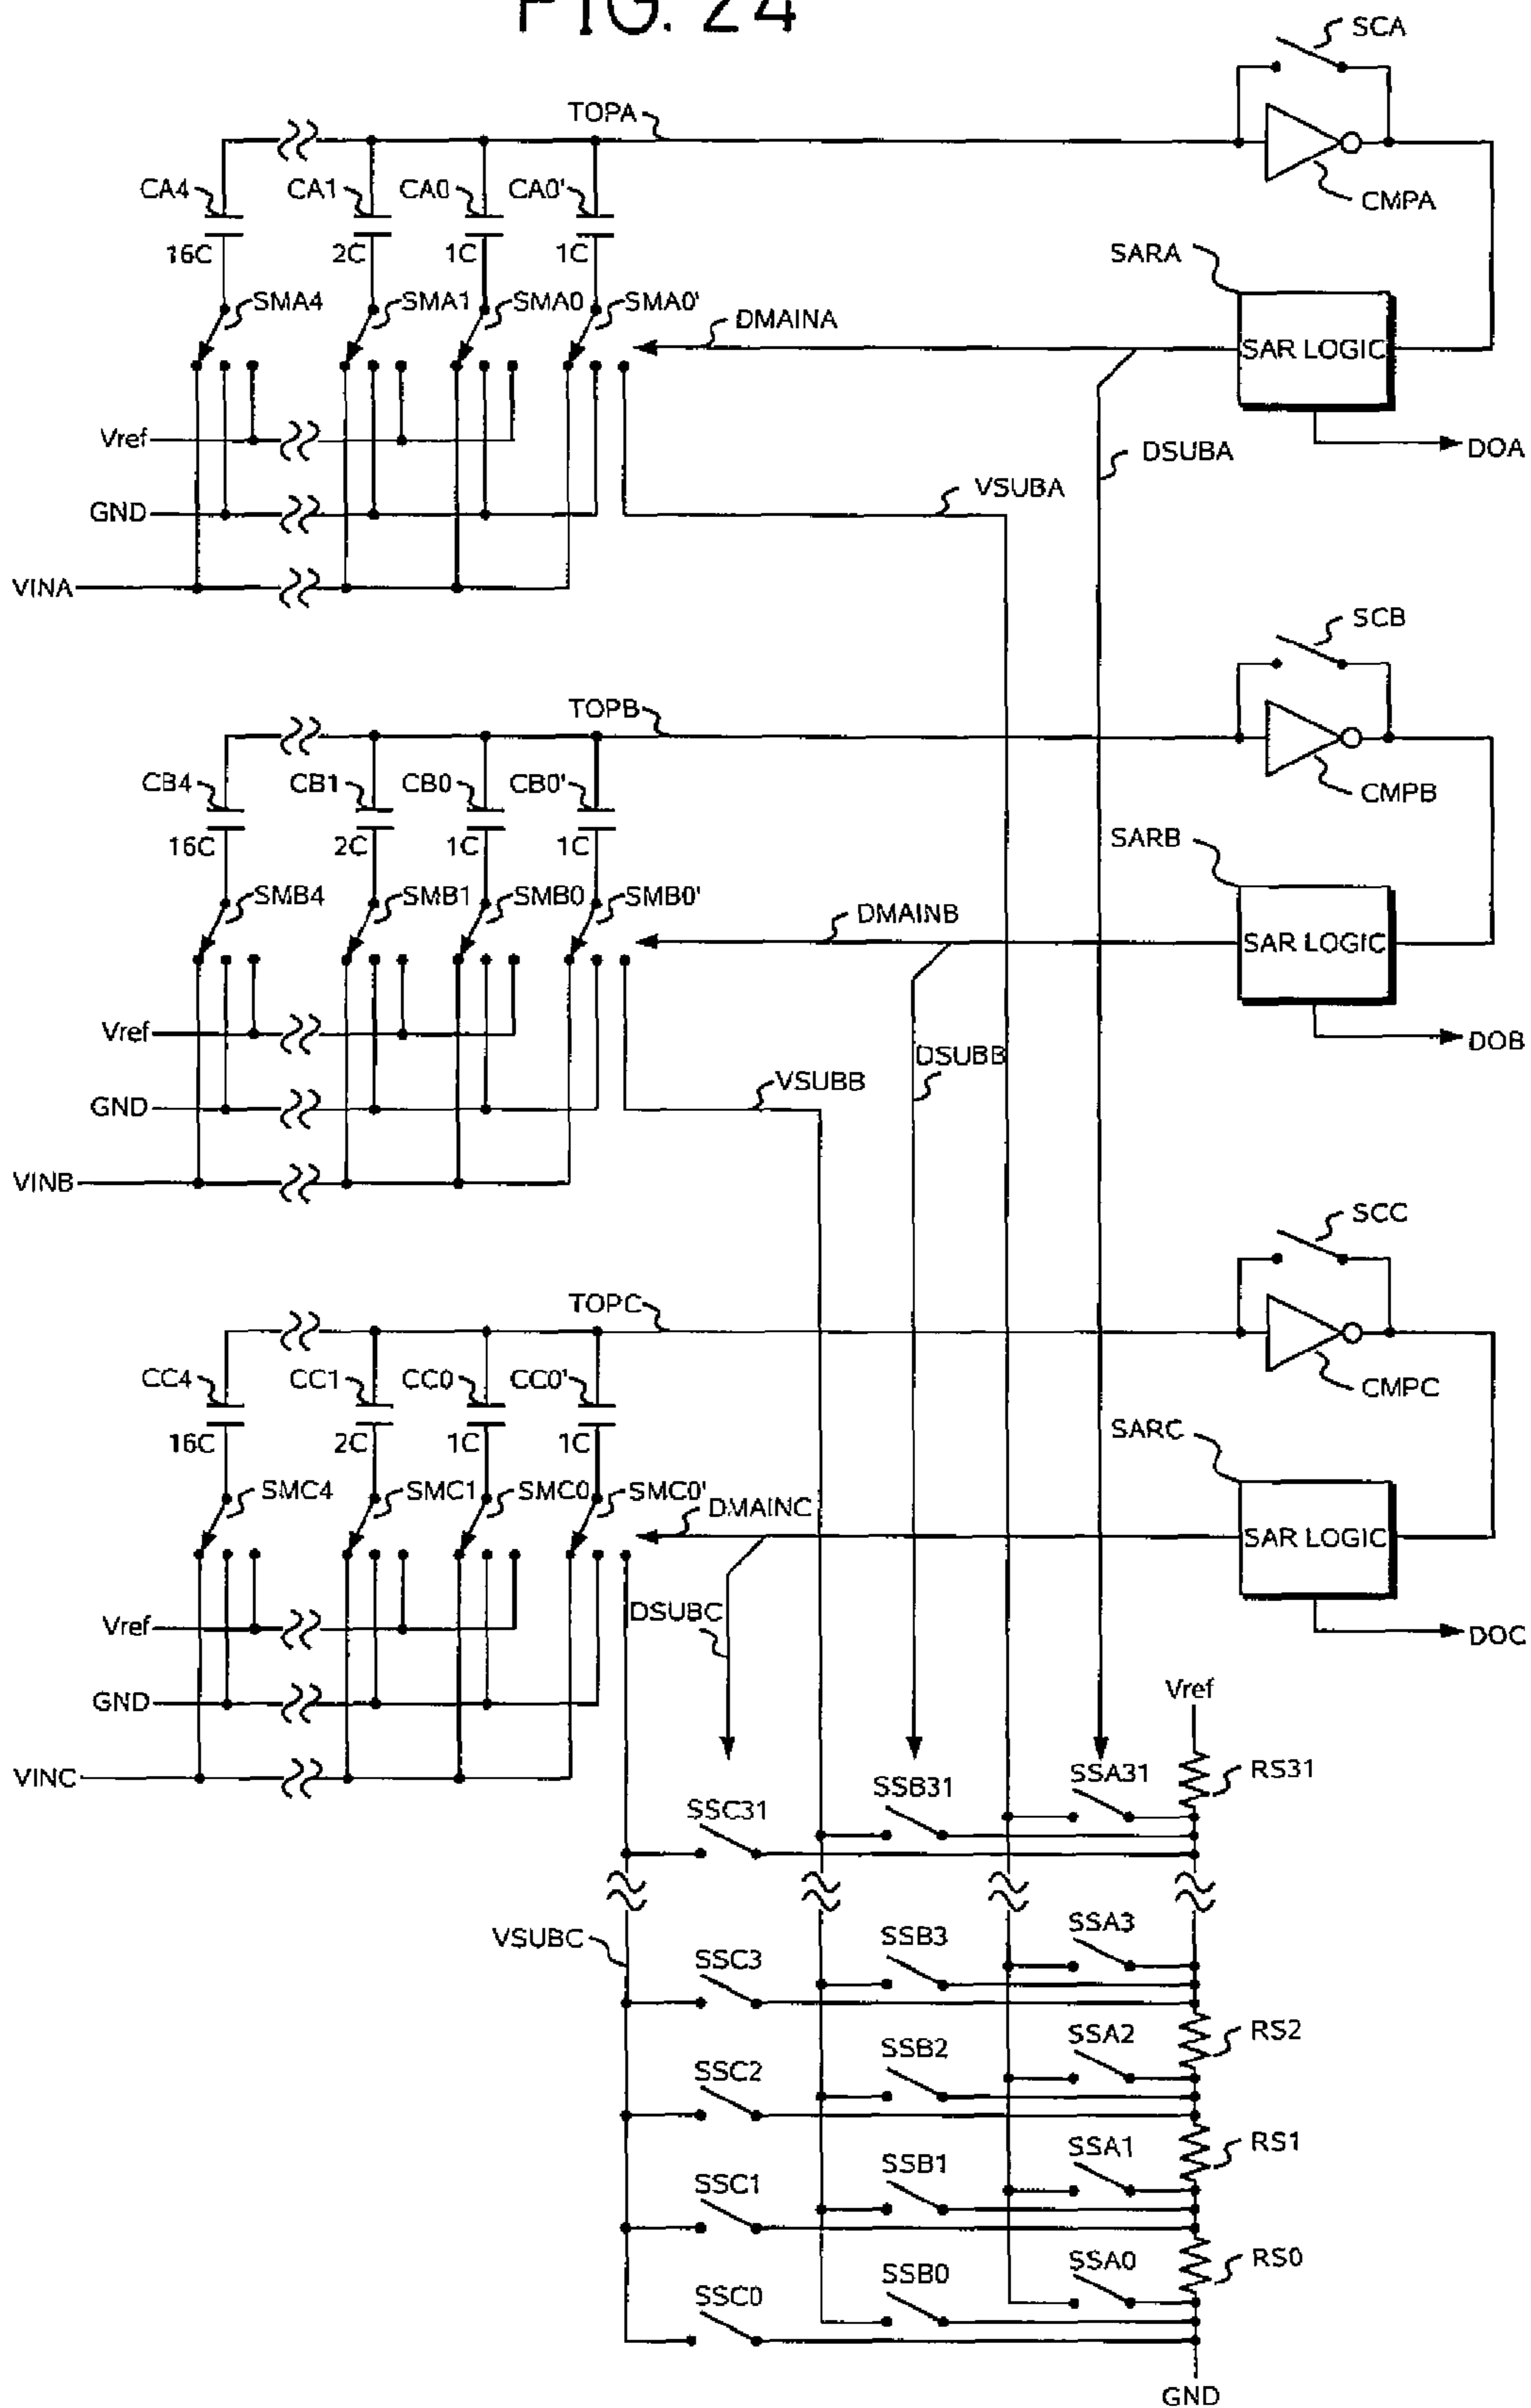 FIG. 24
SCA
TOPA
CA4 CA1 CA0 CA0'
CMPA
16C 2C 1C 1C
SARA
SMA4 SMA1 SMA0 SMA0'
DMAINA
SAR LOGIC
Vref
DOA
DSUBA
VSUBA
GND
VINA
SCB
TOPB
CB4 CB1 CB0 CB0'
CMPB
16C 2C 1C 1C
SARB
SMB4 SMB1 SMB0 SMB0'
DMAINB
SAR LOGIC
Vref
DOB
DSUBB
VSUBB
GND
VINB
SCC
TOPC
CC4 CC1 CC0 CC0'
CMPC
16C 2C 1C 1C
SARC
SMC4 SMC1 SMC0 SMC0'
DMAINC
SAR LOGIC
DSUBC
Vref
DOC
GND
Vref
VINC
RS31
SSA31
SSB31
SSC31
SSA3
SSB3
VSUBC
SSC3
RS2
SSA2
SSB2
SSC2
RS1
SSA1
SSB1
SSC1
RS0
SSA0
SSB0
SSC0
GND